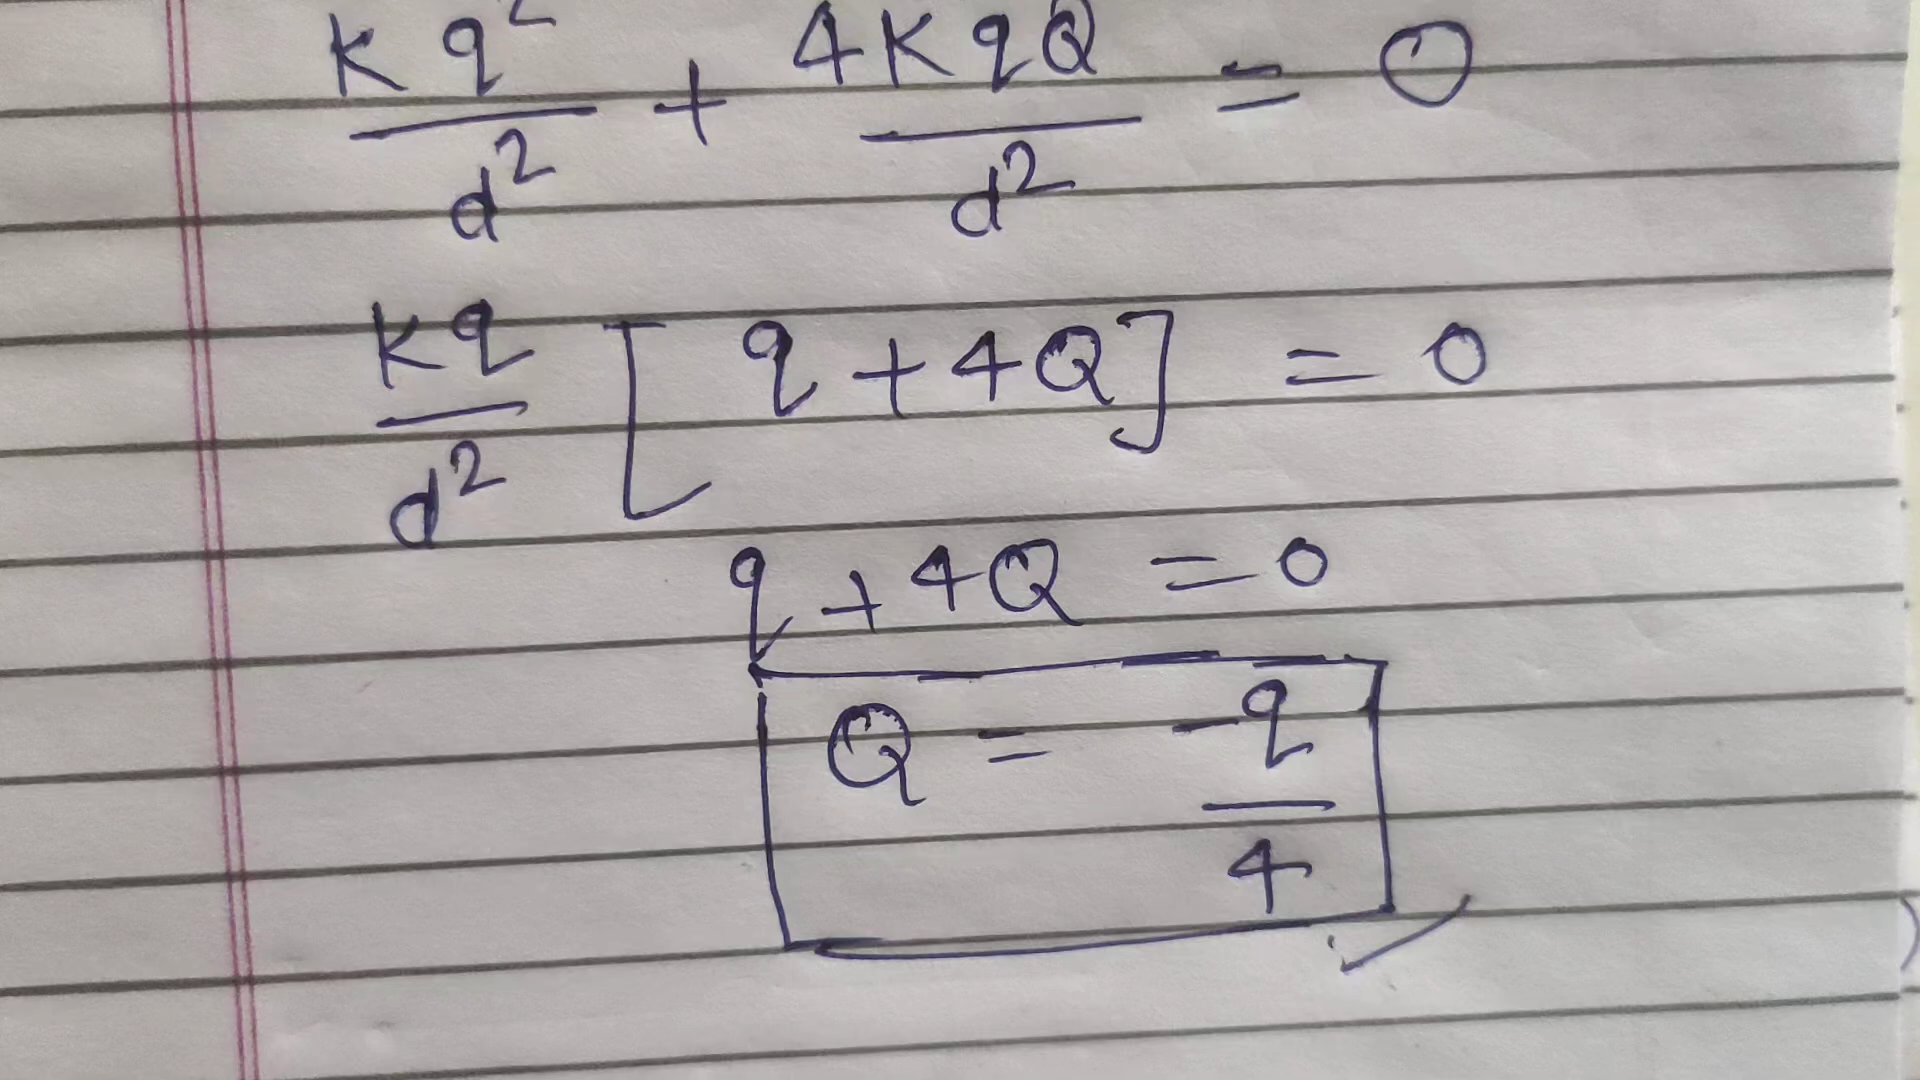 Kq²/d² + 4KqQ/d² = 0
Kq/d² [q + 4Q] = 0
q + 4Q = 0
Q = -q/4